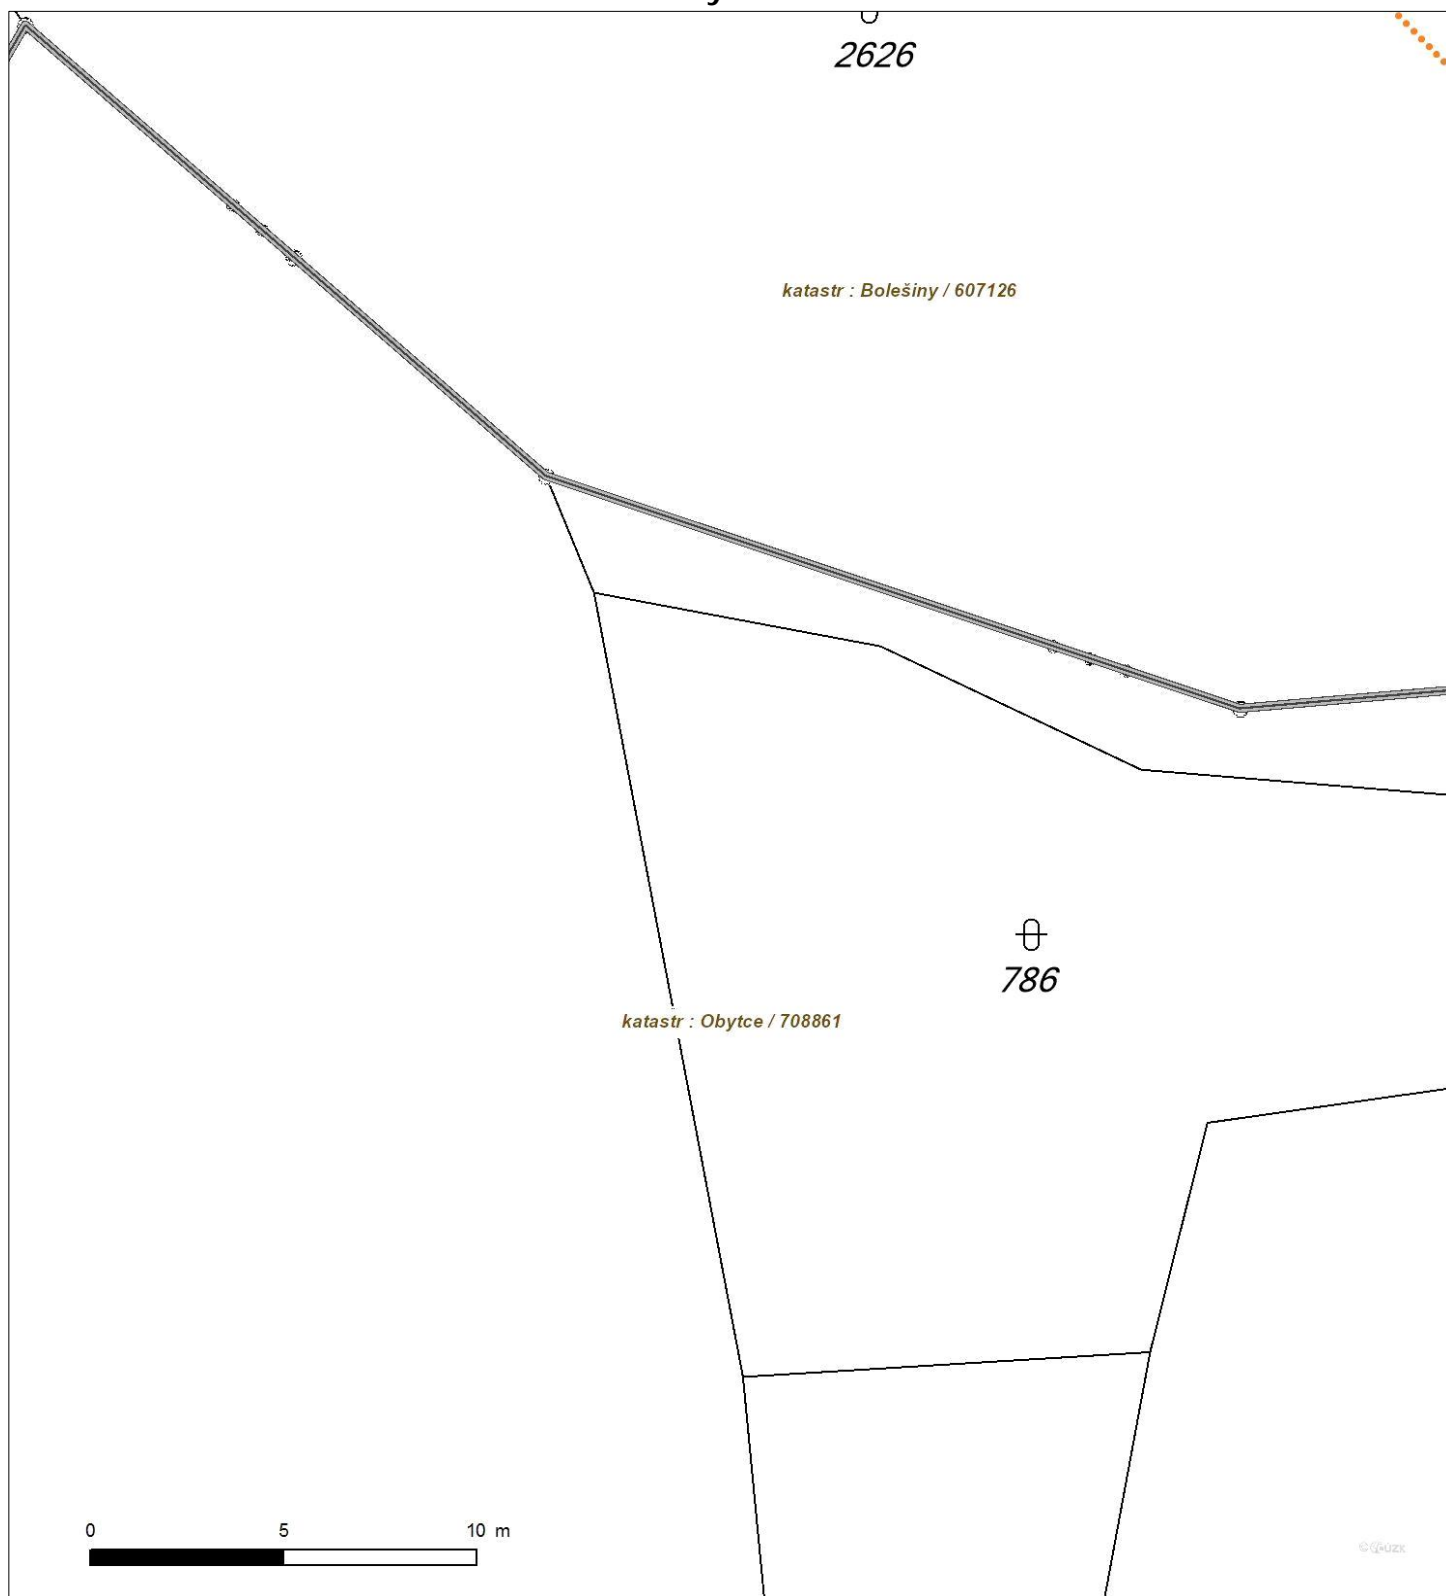 2626
katastr : Bolešiny / 607126
786
katastr : Obytce / 708861
0 5 10 m